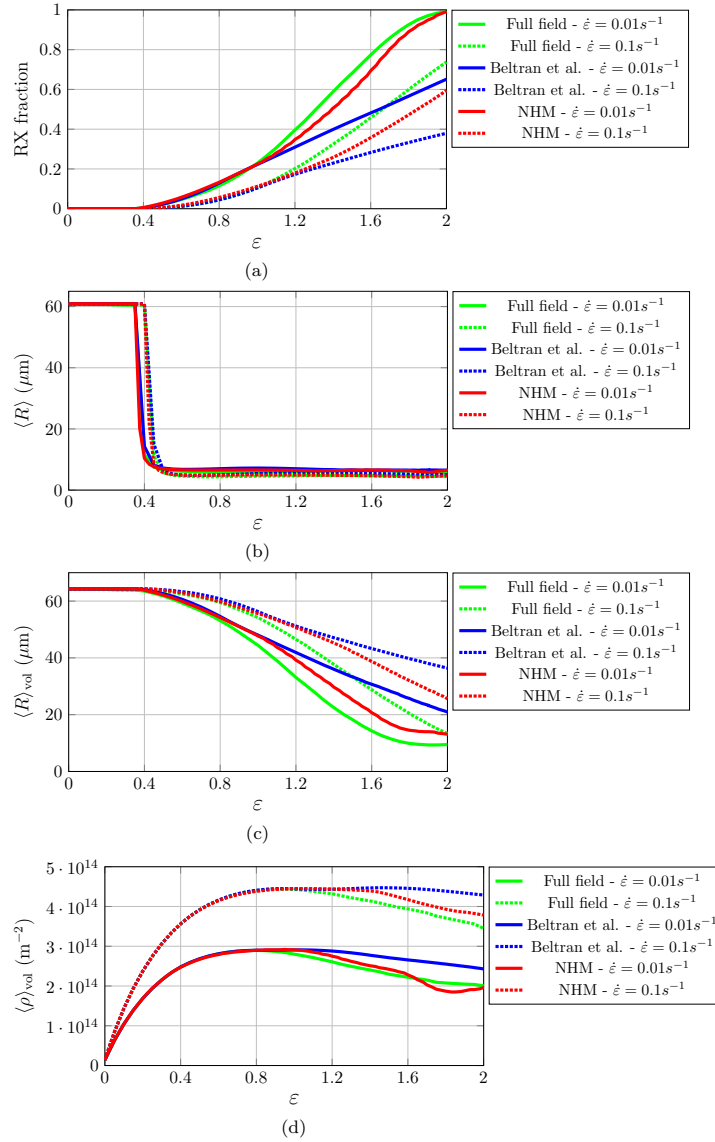 1
0.8
0.6
0.4
0.2
0
RX fraction
0 0.4 0.8 1.2 1.6 2
ε
Full field - ε̇ = 0.01s⁻¹
Full field - ε̇ = 0.1s⁻¹
Beltran et al. - ε̇ = 0.01s⁻¹
Beltran et al. - ε̇ = 0.1s⁻¹
NHM - ε̇ = 0.01s⁻¹
NHM - ε̇ = 0.1s⁻¹
(a)
60
40
20
0
⟨R⟩ (μm)
0 0.4 0.8 1.2 1.6 2
ε
Full field - ε̇ = 0.01s⁻¹
Full field - ε̇ = 0.1s⁻¹
Beltran et al. - ε̇ = 0.01s⁻¹
Beltran et al. - ε̇ = 0.1s⁻¹
NHM - ε̇ = 0.01s⁻¹
NHM - ε̇ = 0.1s⁻¹
(b)
60
40
20
0
⟨R⟩vol (μm)
0 0.4 0.8 1.2 1.6 2
ε
Full field - ε̇ = 0.01s⁻¹
Full field - ε̇ = 0.1s⁻¹
Beltran et al. - ε̇ = 0.01s⁻¹
Beltran et al. - ε̇ = 0.1s⁻¹
NHM - ε̇ = 0.01s⁻¹
NHM - ε̇ = 0.1s⁻¹
(c)
5 · 10¹⁴
4 · 10¹⁴
3 · 10¹⁴
2 · 10¹⁴
1 · 10¹⁴
0
⟨ρ⟩vol (m⁻²)
0 0.4 0.8 1.2 1.6 2
ε
Full field - ε̇ = 0.01s⁻¹
Full field - ε̇ = 0.1s⁻¹
Beltran et al. - ε̇ = 0.01s⁻¹
Beltran et al. - ε̇ = 0.1s⁻¹
NHM - ε̇ = 0.01s⁻¹
NHM - ε̇ = 0.1s⁻¹
(d)